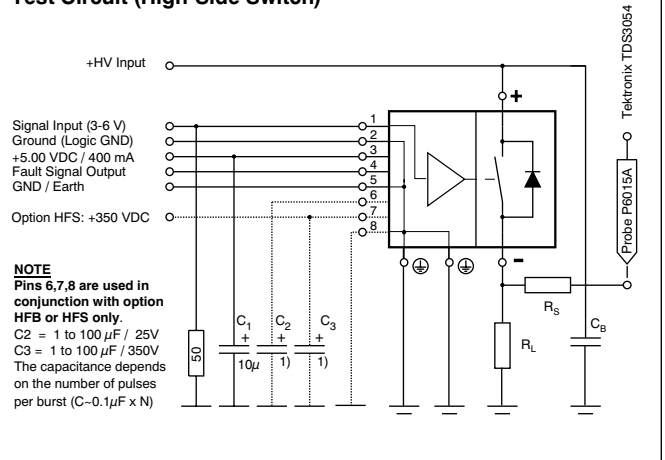 Test Circuit (High-Side Switch)
+HV Input
Signal Input (3-6 V)
Ground (Logic GND)
+5.00 VDC / 400 mA
Fault Signal Output
GND / Earth
Option HFS: +350 VDC
1
2
3
4
5
6
7
8
+
-
NOTE
Pins 6,7,8 are used in
conjunction with option
HFB or HFS only.
C2 = 1 to 100 μF / 25V
C3 = 1 to 100 μF / 350V
The capacitance depends
on the number of pulses
per burst (C~0.1μF x N)
50
C1
+
10μ
C2
+
1)
C3
+
1)
RS
RL
CB
Probe P6015A
Tektronix TDS3054